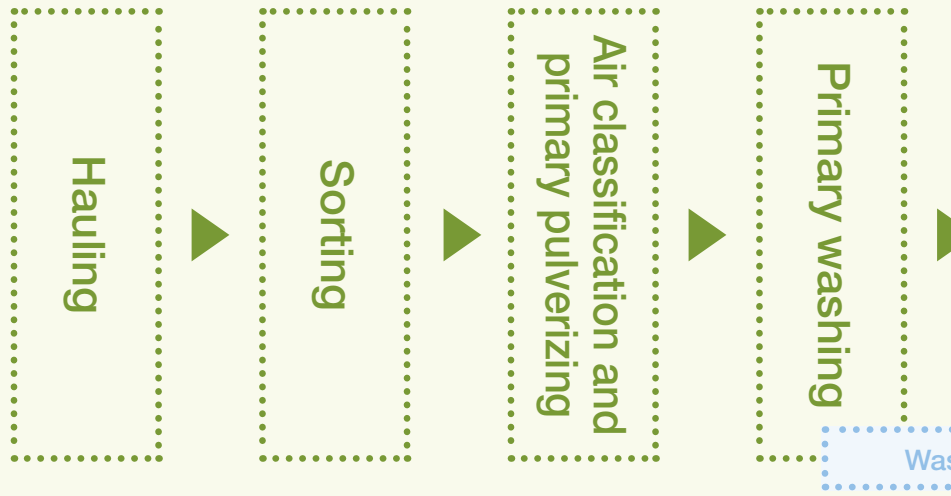 Hauling
Sorting
Air classification and
primary pulverizing
Primary washing